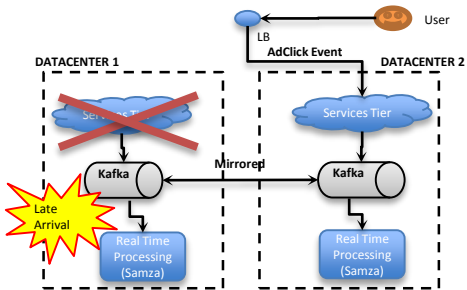 User
LB
AdClick Event
DATACENTER 1
DATACENTER 2
Services Tier
Services Tier
Kafka
Mirrored
Kafka
Late
Arrival
Real Time
Processing
(Samza)
Real Time
Processing
(Samza)